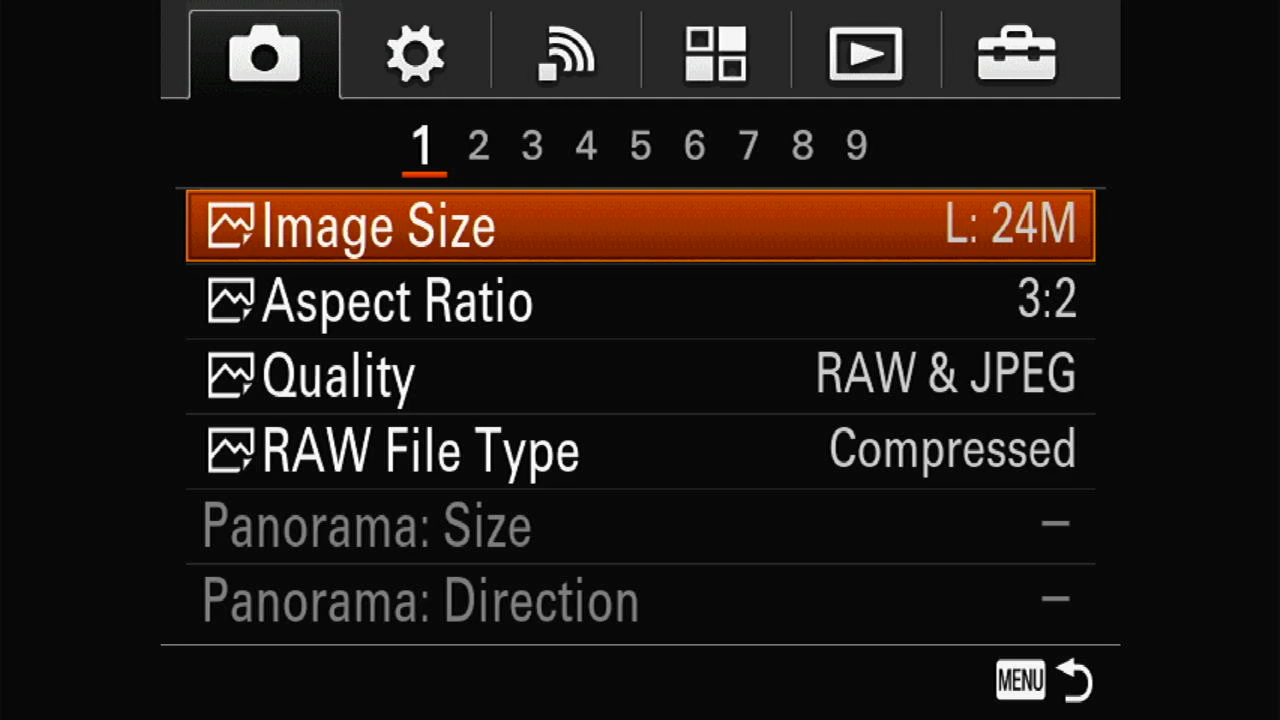 1 2 3 4 5 6 7 8 9
Image Size L: 24M
Aspect Ratio 3:2
Quality RAW & JPEG
RAW File Type Compressed
Panorama: Size –
Panorama: Direction –
MENU